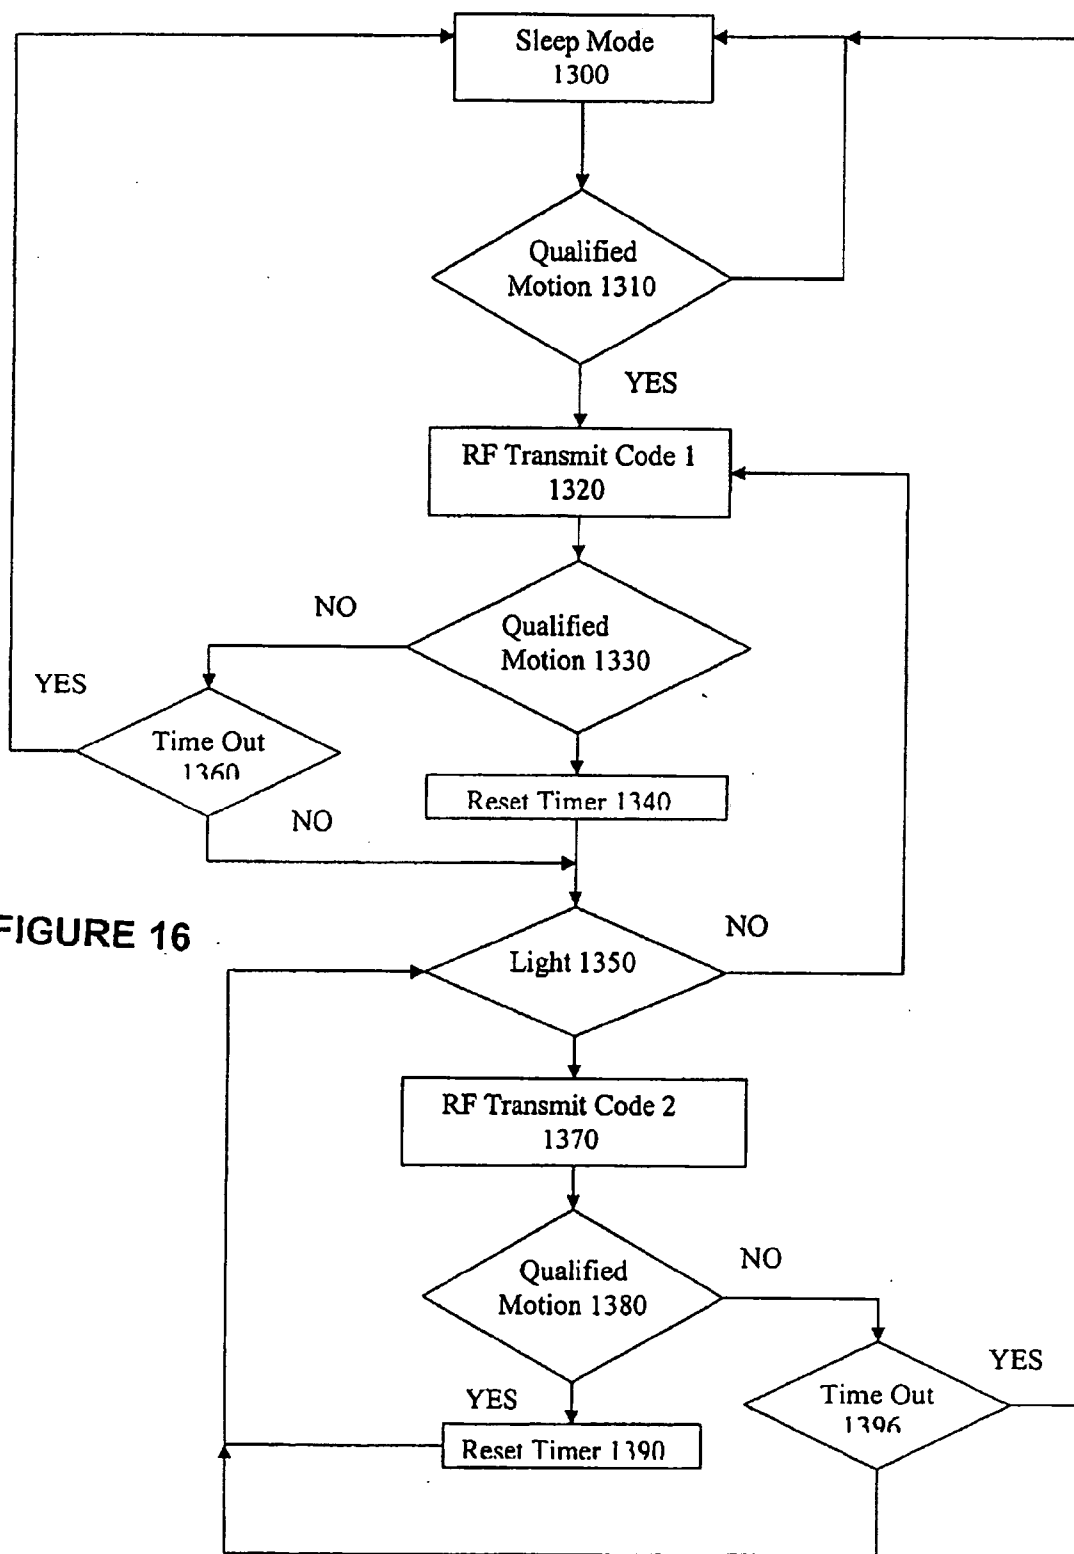 Sleep Mode
1300
Qualified
Motion 1310
YES
RF Transmit Code 1
1320
NO
Qualified
Motion 1330
YES
Time Out
1360
Reset Timer 1340
NO
FIGURE 16
NO
Light 1350
RF Transmit Code 2
1370
NO
Qualified
Motion 1380
YES
YES
Time Out
1396
Reset Timer 1390